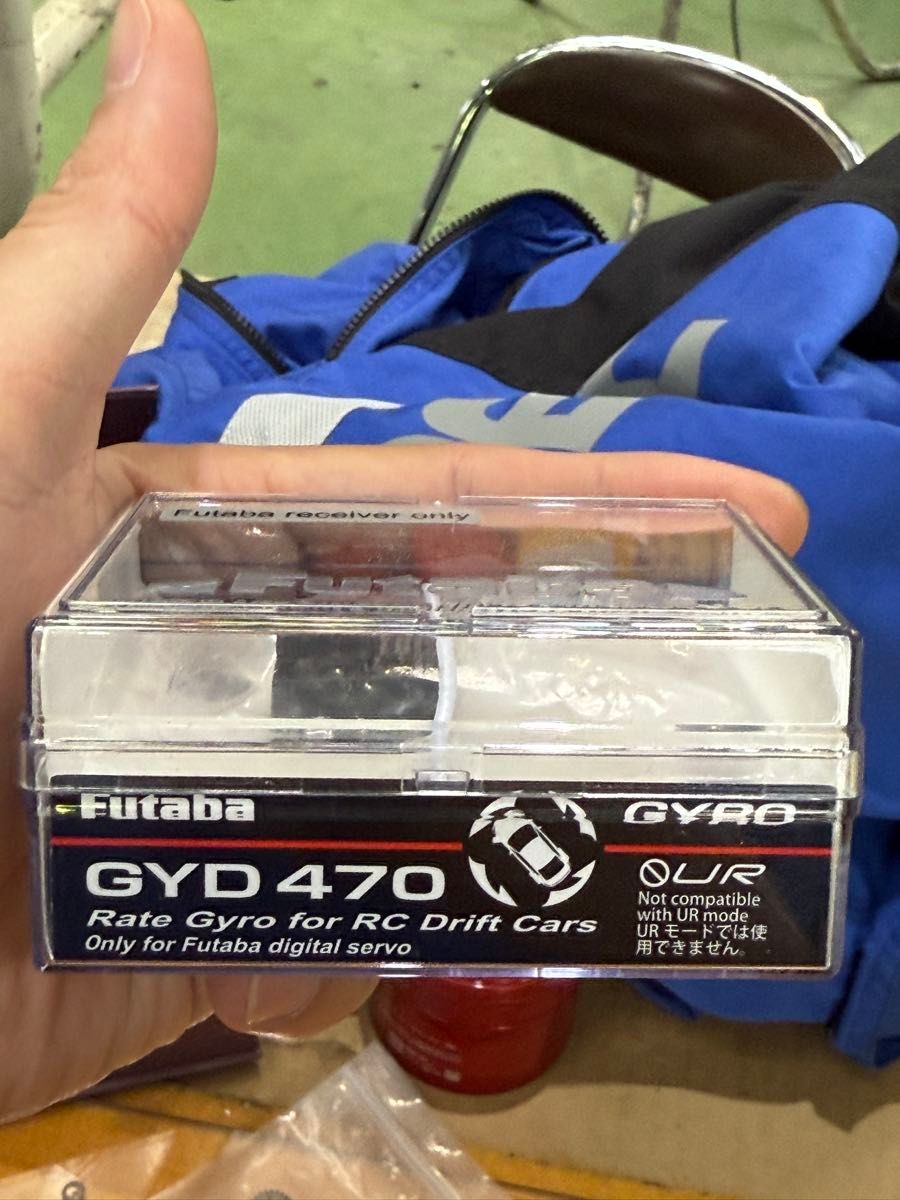 Futaba receiver only
Futaba
GYRO
GYD 470
Rate Gyro for RC Drift Cars
Only for Futaba digital servo
UR
Not compatible
with UR mode
UR モードでは使
用できません。